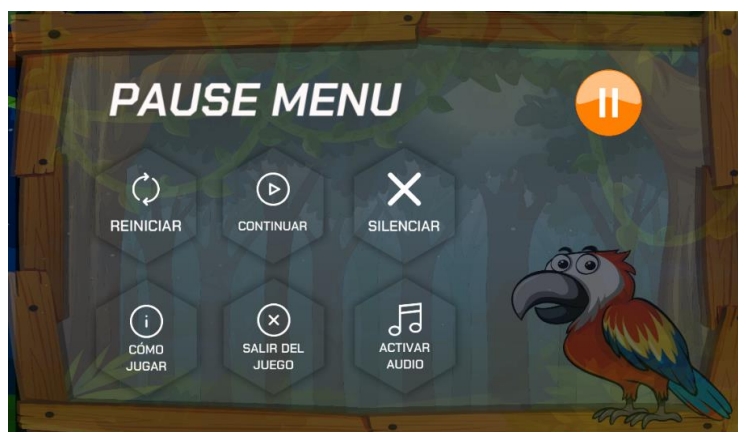 PAUSE MENU
REINICIAR
CONTINUAR
SILENCIAR
CÓMO
JUGAR
SALIR DEL
JUEGO
ACTIVAR
AUDIO